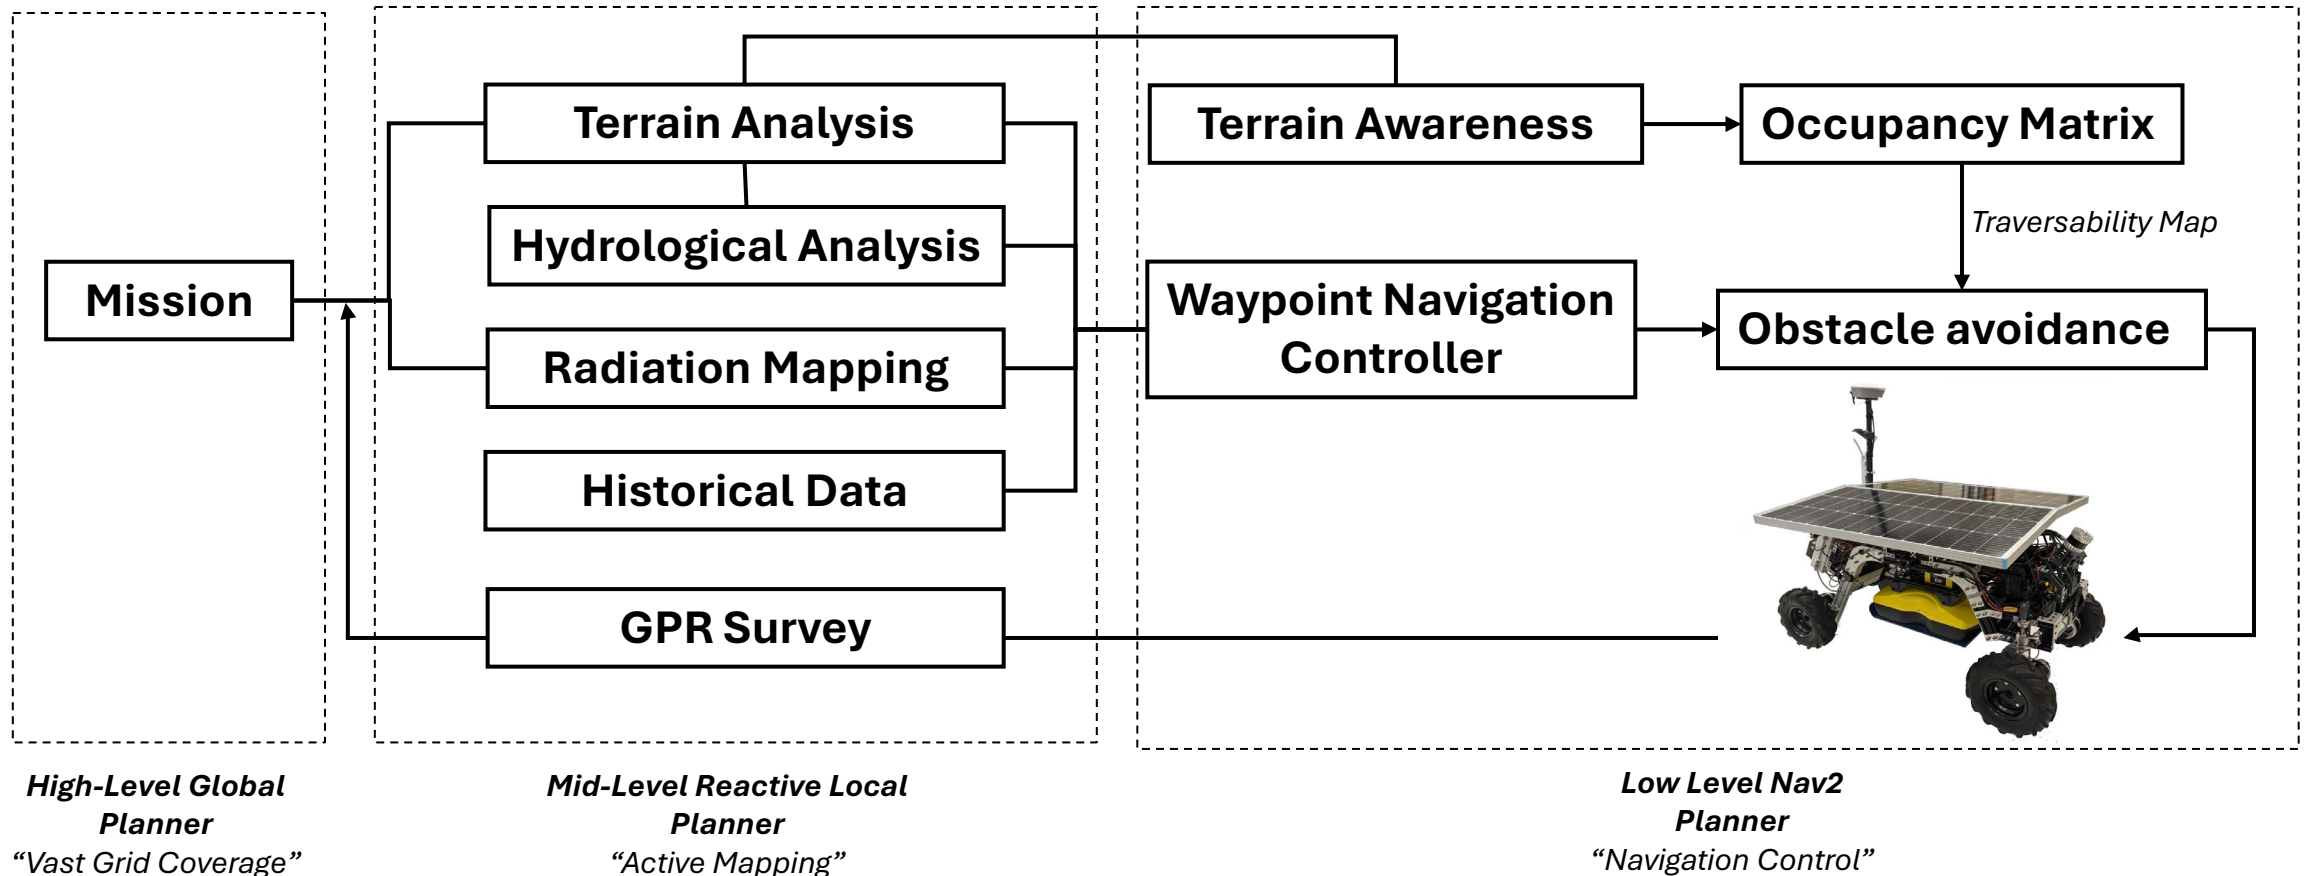 Mission
Terrain Analysis
Hydrological Analysis
Radiation Mapping
Historical Data
GPR Survey
Terrain Awareness
Occupancy Matrix
Traversability Map
Waypoint Navigation
Controller
Obstacle avoidance
High-Level Global
Planner
“Vast Grid Coverage”
Mid-Level Reactive Local
Planner
“Active Mapping”
Low Level Nav2
Planner
“Navigation Control”